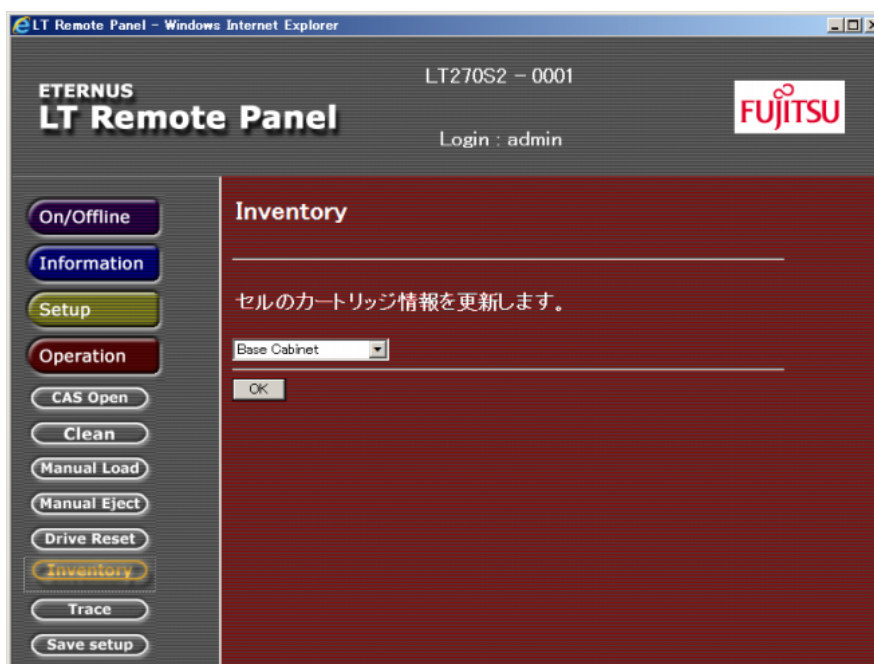 LT Remote Panel - Windows Internet Explorer
ETERNUS
LT Remote Panel
LT270S2 - 0001
Login : admin
FUJITSU
On/Offline
Information
Setup
Operation
CAS Open
Clean
Manual Load
Manual Eject
Drive Reset
Inventory
Trace
Save setup
Inventory
セルのカートリッジ情報を更新します。
Base Cabinet
OK